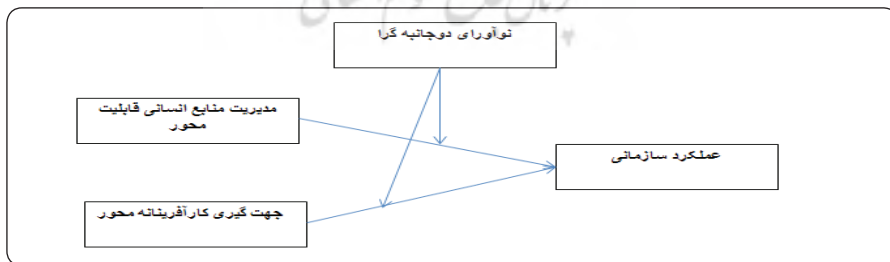 نوآورای دوجانبه گرا
مدیریت منابع انسانی قابلیت
محور
عملکرد سازمانی
جهت گیری کارآفرینانه محور